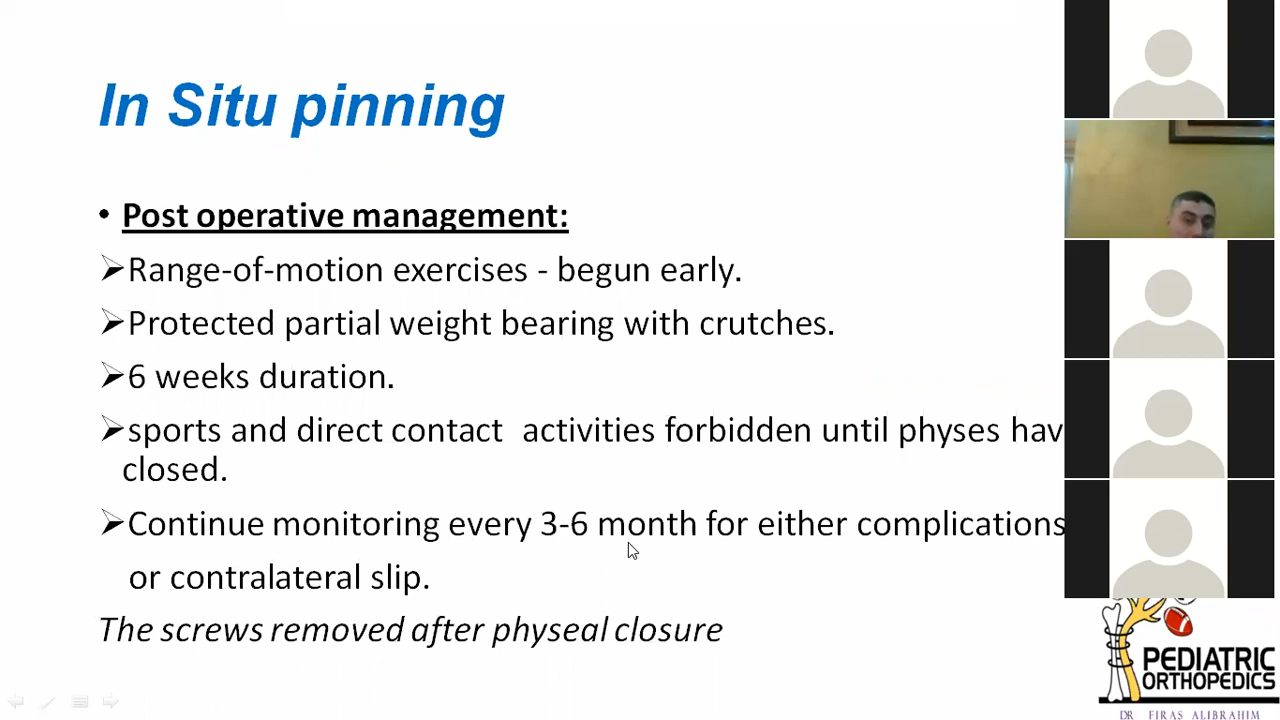 In Situ pinning
• Post operative management:
➢Range-of-motion exercises - begun early.
➢Protected partial weight bearing with crutches.
➢6 weeks duration.
➢sports and direct contact activities forbidden until physes hav
closed.
➢Continue monitoring every 3-6 month for either complications
or contralateral slip.
The screws removed after physeal closure
PEDIATRIC
ORTHOPEDICS
DR FIRAS ALIBRAHIM